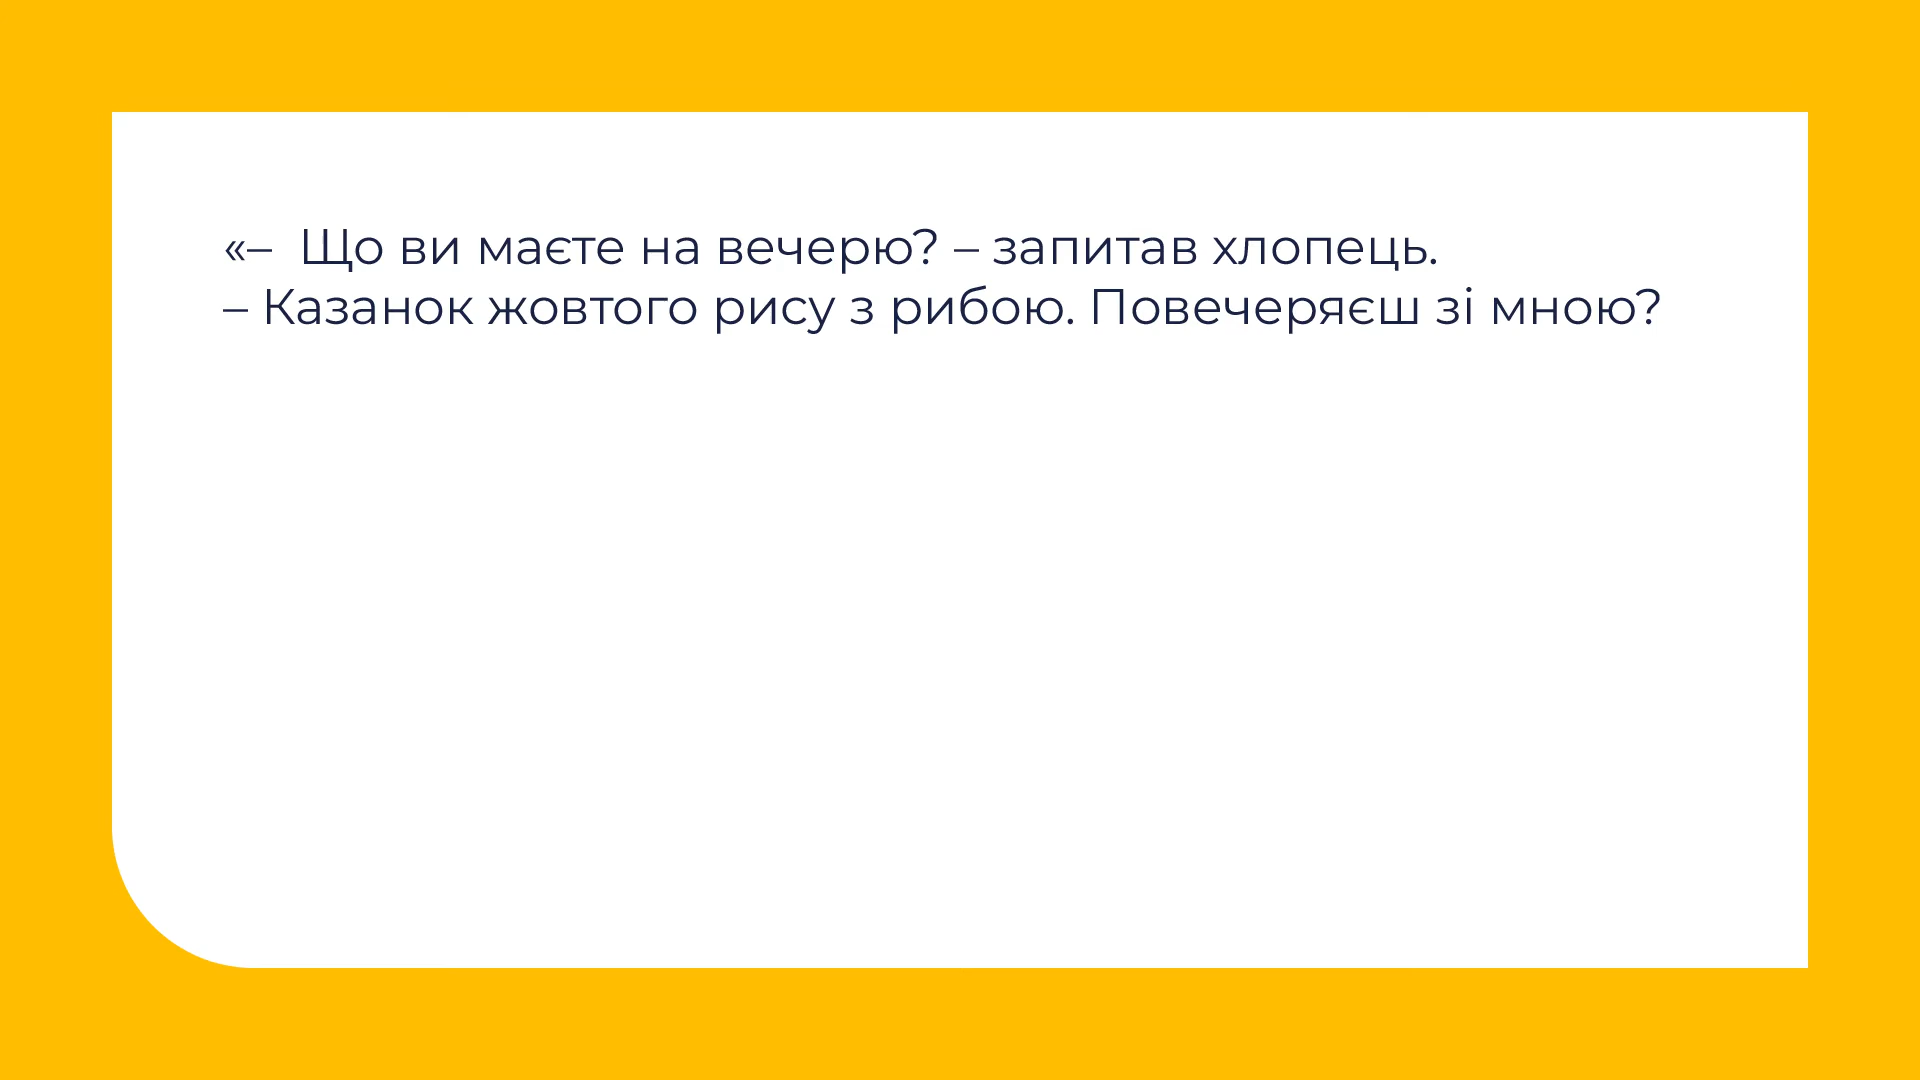 «–  Що ви маєте на вечерю? – запитав хлопець.
– Казанок жовтого рису з рибою. Повечеряєш зі мною?